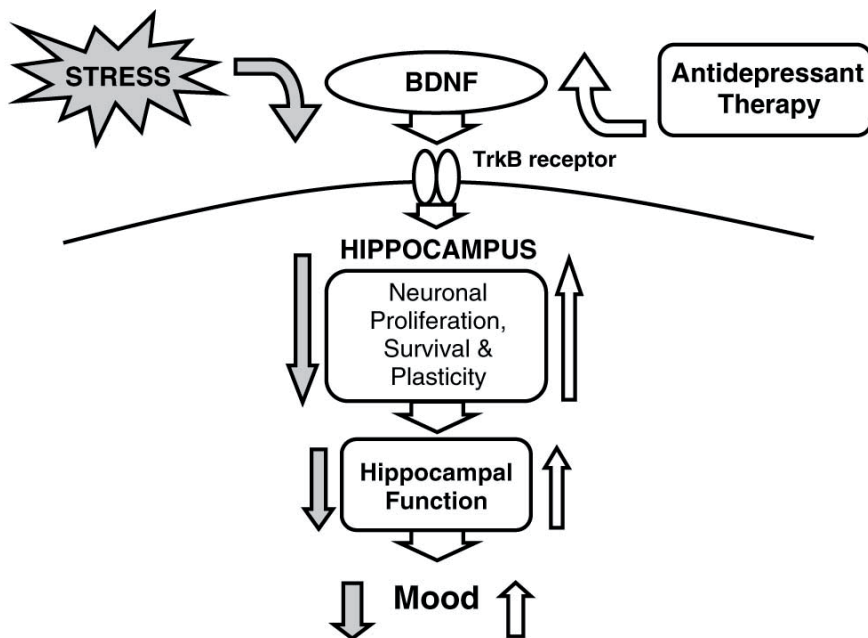 STRESS
BDNF
Antidepressant
Therapy
TrkB receptor
HIPPOCAMPUS
Neuronal
Proliferation,
Survival &
Plasticity
Hippocampal
Function
Mood